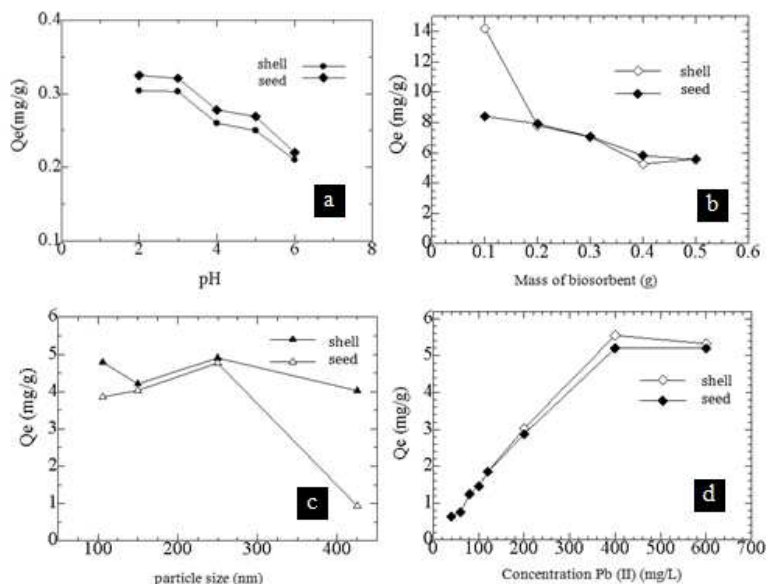 0.4
0.3
0.2
0.1
Qe(mg/g)
0 2 4 6 8
pH
shell
seed
a
14
12
10
8
6
4
2
0
Qe (mg/g)
0 0.1 0.2 0.3 0.4 0.5 0.6
Mass of biosorbent (g)
shell
seed
b
6
5
4
3
2
1
0
Qe (mg/g)
100 200 300 400
particle size (nm)
shell
seed
c
6
5
4
3
2
1
0
Qe (mg/g)
0 100 200 300 400 500 600 700
Concentration Pb (II) (mg/L)
shell
seed
d